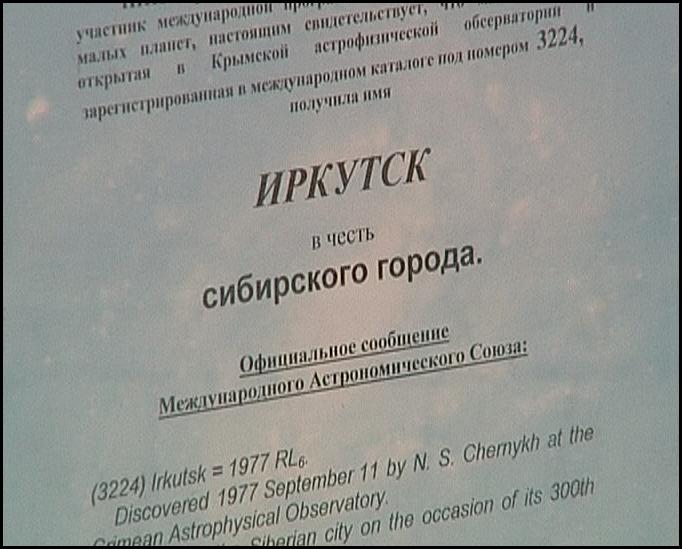 участник международной
малых планет, настоящим свидетельствует,
открытая в Крымской астрофизической обсерватории и
зарегистрированная в международном каталоге под номером 3224,
получила имя
ИРКУТСК
в честь
сибирского города.
Официальное сообщение
Международного Астрономического Союза:
(3224) Irkutsk = 1977 RL6.
Discovered 1977 September 11 by N. S. Chernykh at the
Crimean Astrophysical Observatory.
the Siberian city on the occasion of its 300th